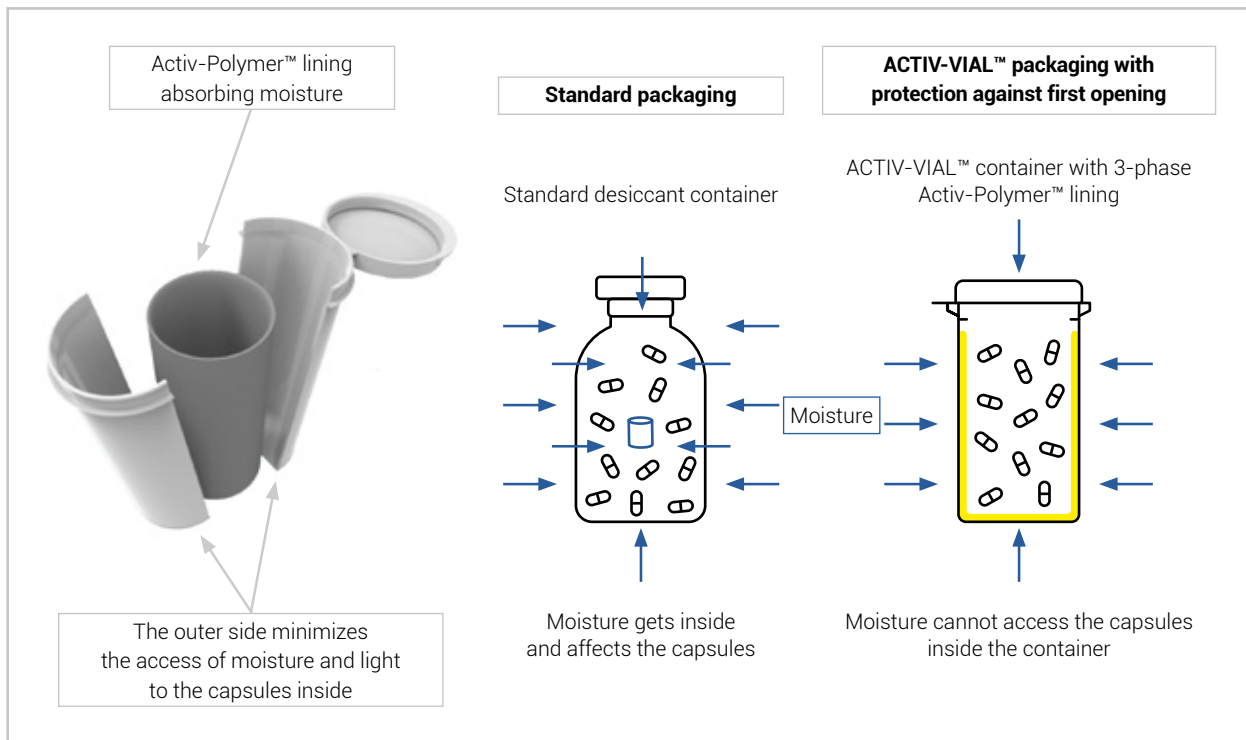 Activ-Polymer™ lining
absorbing moisture
The outer side minimizes
the access of moisture and light
to the capsules inside
Standard packaging
Standard desiccant container
Moisture gets inside
and affects the capsules
Moisture
ACTIV-VIAL™ packaging with
protection against first opening
ACTIV-VIAL™ container with 3-phase
Activ-Polymer™ lining
Moisture cannot access the capsules
inside the container